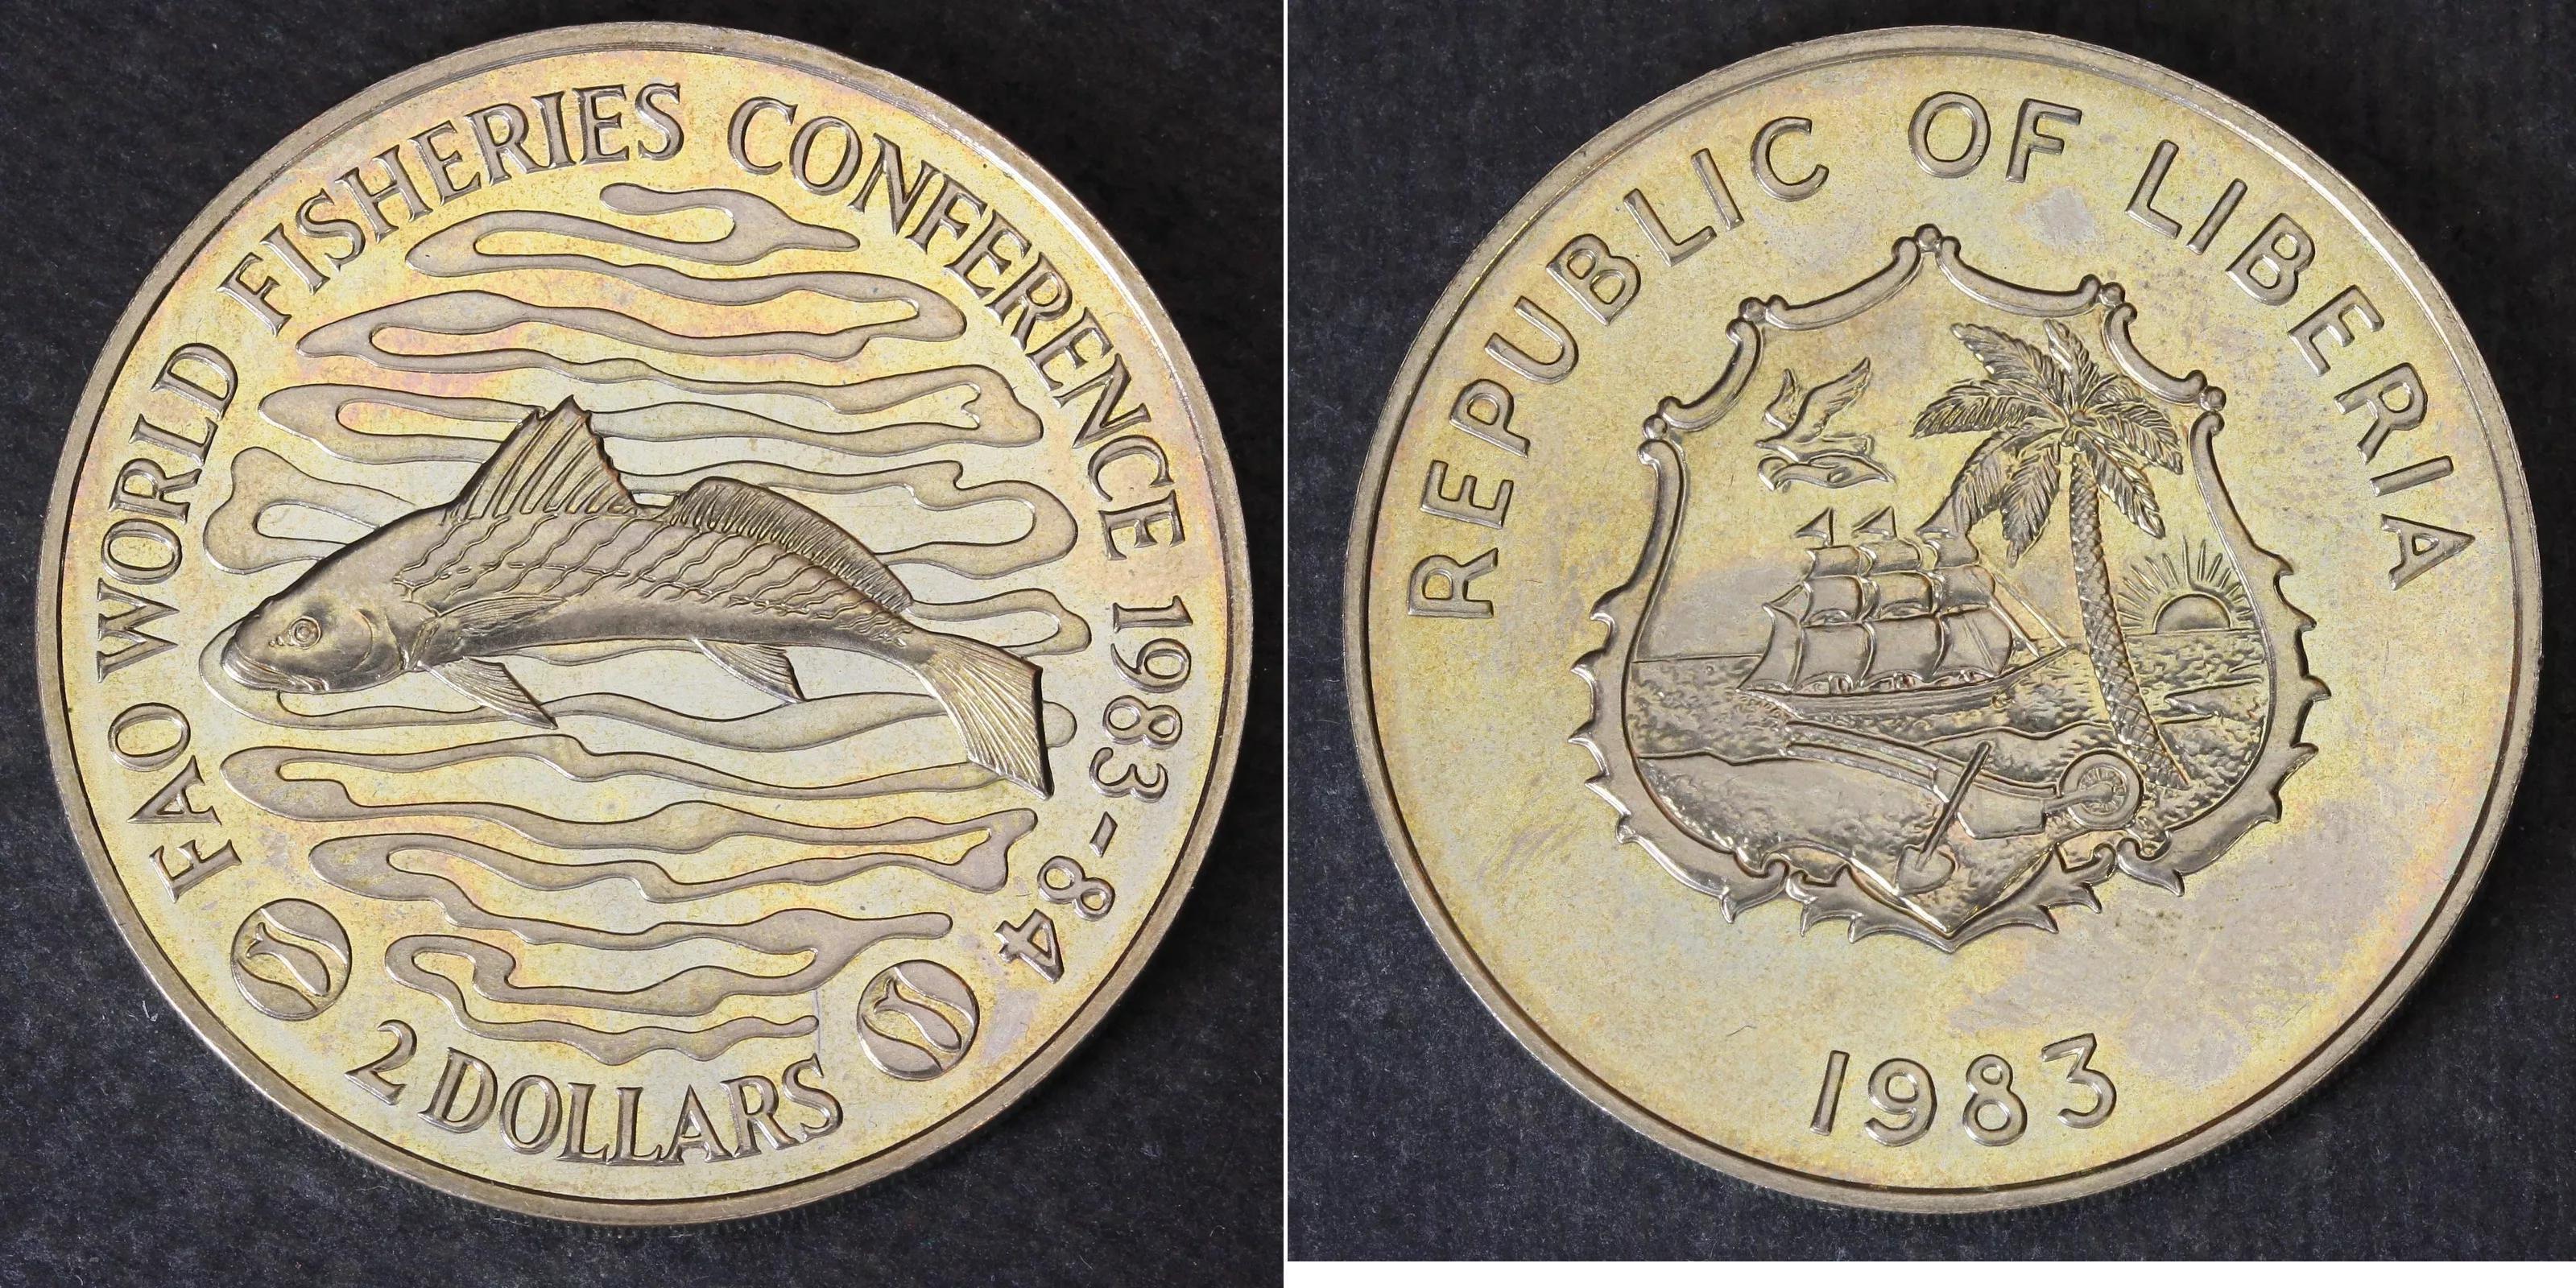 FAO WORLD FISHERIES CONFERENCE 1983-84
2 DOLLARS
REPUBLIC OF LIBERIA
1983